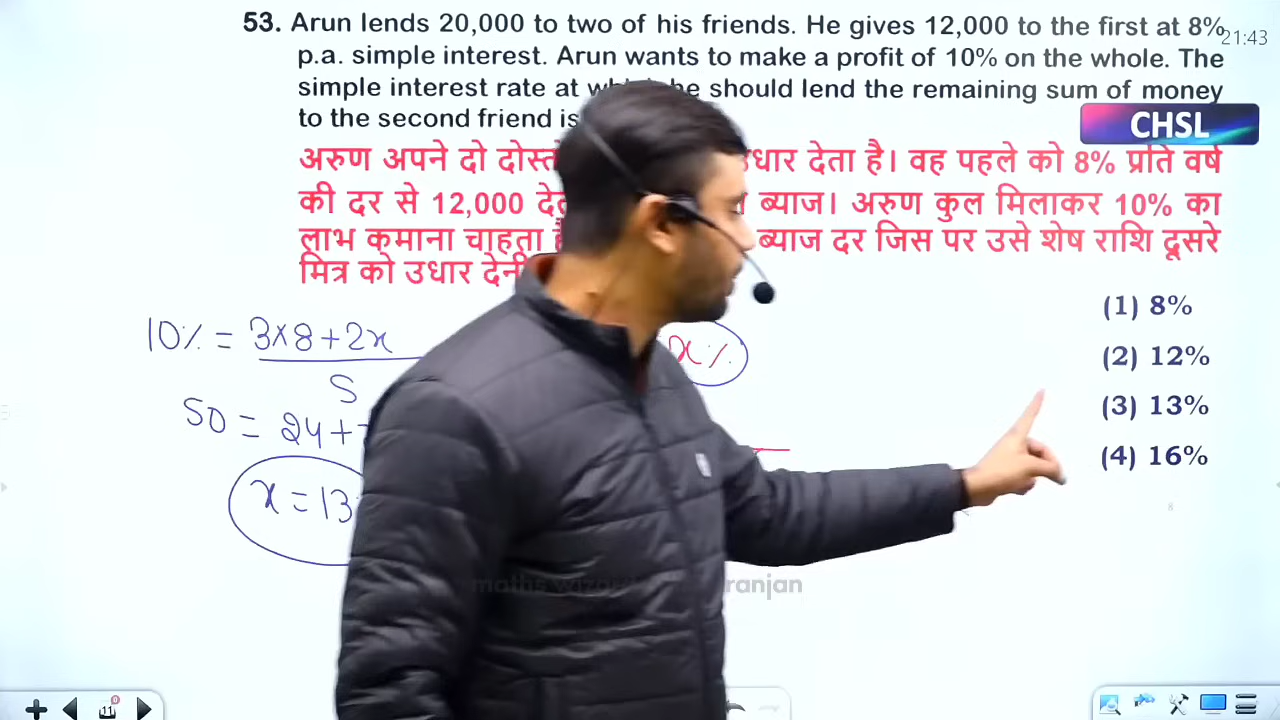 53. Arun lends 20,000 to two of his friends. He gives 12,000 to the first at 8%
21:43
p.a. simple interest. Arun wants to make a profit of 10% on the whole. The
simple interest rate at he should lend the remaining sum of money
to the second friend is
CHSL
अरुण अपने दो दोस्तों उधार देता है। वह पहले को 8% प्रति वर्ष
की दर से 12,000 ब्याज। अरुण कुल मिलाकर 10% का
लाभ कमाना चाहता ब्याज दर जिस पर उसे शेष राशि दूसरे
मित्र को उधार देनी
(1) 8%
10% = 3×8+2x
x%
(2) 12%
5
50 = 24+
(3) 13%
(4) 16%
x = 13
8
maths ranjan
11